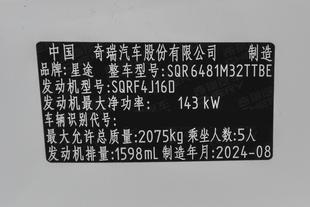 中国 奇瑞汽车股份有限公司 制造
品牌:星途 整车型号:SQR6481M32TTBE
发动机型号:SQRF4J16D
发动机最大净功率: 143 kW
车辆识别代号:
最大允许总质量:2075kg 乘坐人数:5人
发动机排量:1598mL 制造年月:2024-08